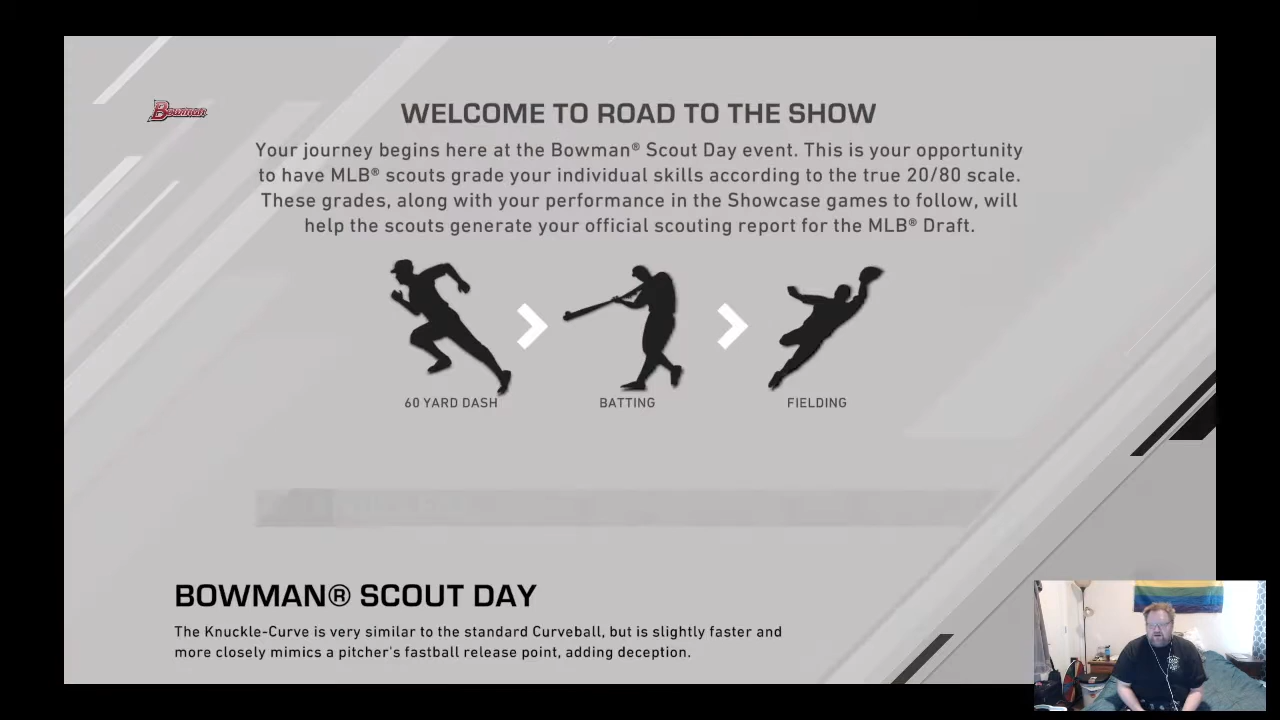 Bowman
WELCOME TO ROAD TO THE SHOW
Your journey begins here at the Bowman® Scout Day event. This is your opportunity
to have MLB® scouts grade your individual skills according to the true 20/80 scale.
These grades, along with your performance in the Showcase games to follow, will
help the scouts generate your official scouting report for the MLB® Draft.
60 YARD DASH
BATTING
FIELDING
BOWMAN® SCOUT DAY
The Knuckle-Curve is very similar to the standard Curveball, but is slightly faster and
more closely mimics a pitcher's fastball release point, adding deception.